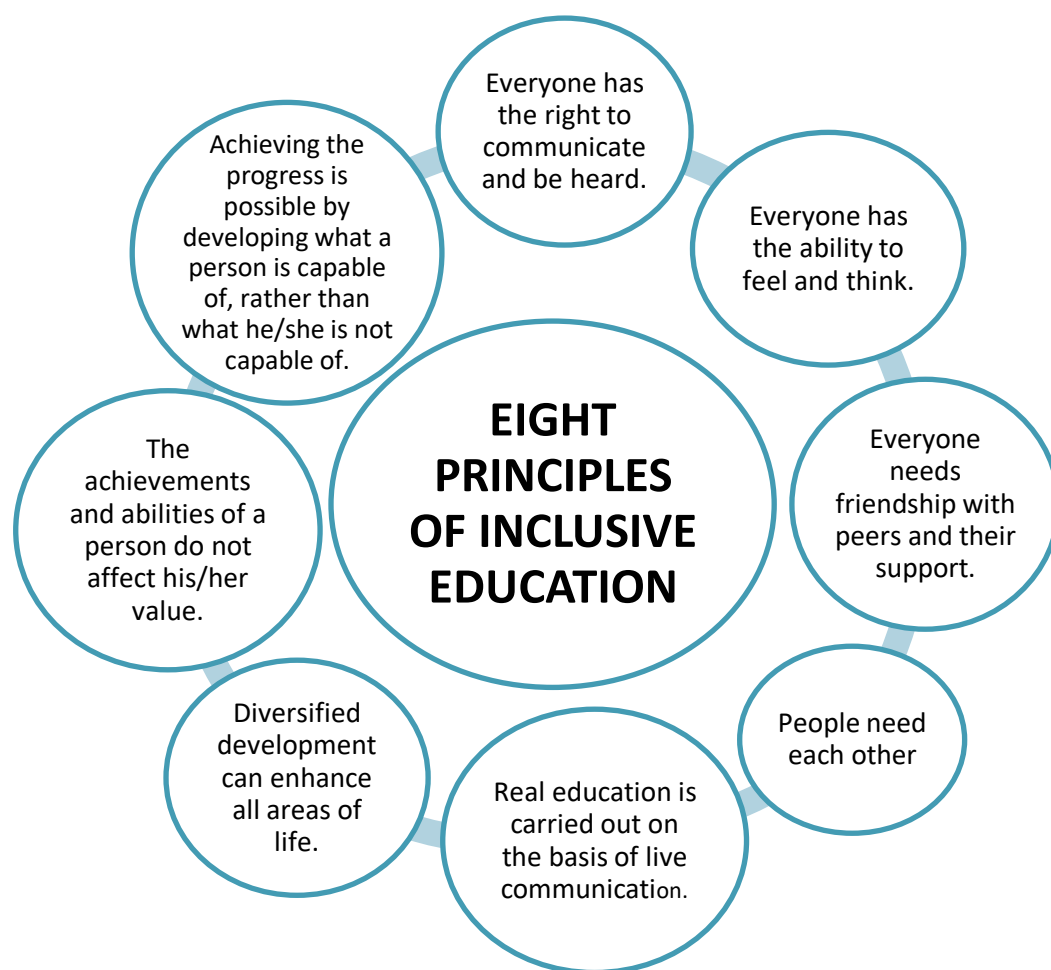 Everyone has
the right to
communicate
and be heard.
Everyone has
the ability to
feel and think.
Everyone
needs
friendship with
peers and their
support.
People need
each other
Real education is
carried out on
the basis of live
communication.
Diversified
development
can enhance
all areas of
life.
The
achievements
and abilities of a
person do not
affect his/her
value.
Achieving the
progress is
possible by
developing what a
person is capable
of, rather than
what he/she is not
capable of.
EIGHT
PRINCIPLES
OF INCLUSIVE
EDUCATION